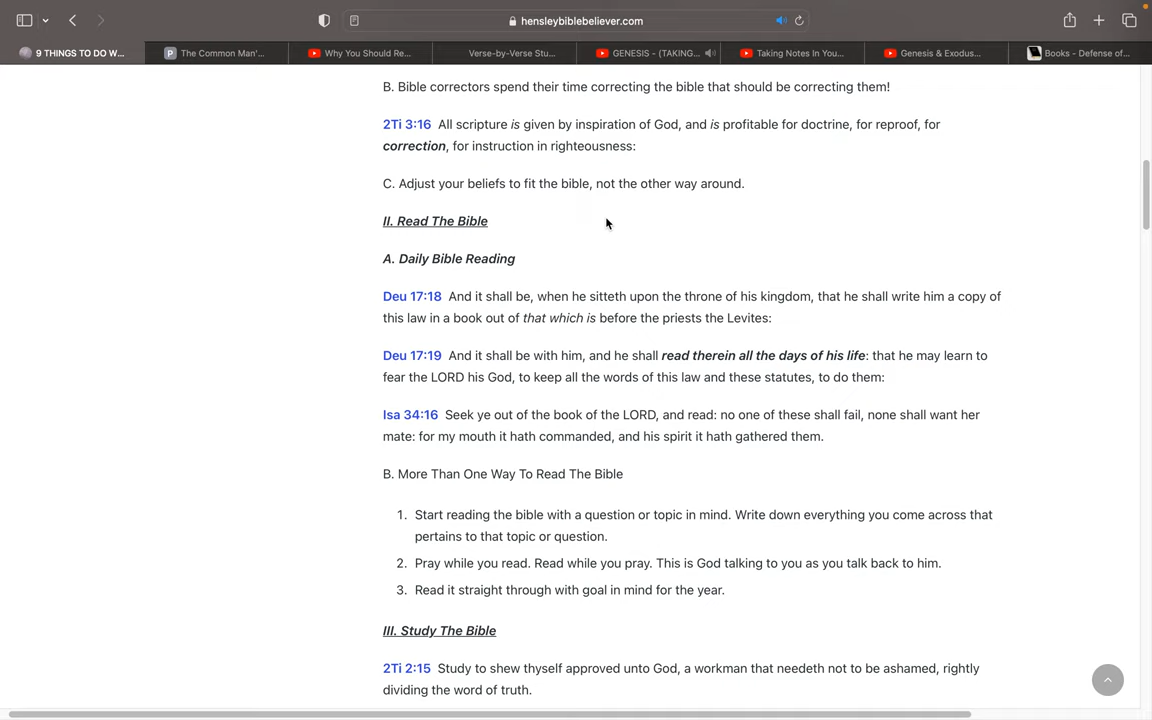 hensleybiblebeliever.com
9 THINGS TO DO W...
The Common Man'...
Why You Should Re...
Verse-by-Verse Stu...
GENESIS - (TAKING...
Taking Notes In You...
Genesis & Exodus...
Books - Defense of...
B. Bible correctors spend their time correcting the bible that should be correcting them!
2Ti 3:16 All scripture is given by inspiration of God, and is profitable for doctrine, for reproof, for
correction, for instruction in righteousness:
C. Adjust your beliefs to fit the bible, not the other way around.
II. Read The Bible
A. Daily Bible Reading
Deu 17:18 And it shall be, when he sitteth upon the throne of his kingdom, that he shall write him a copy of
this law in a book out of that which is before the priests the Levites:
Deu 17:19 And it shall be with him, and he shall read therein all the days of his life: that he may learn to
fear the LORD his God, to keep all the words of this law and these statutes, to do them:
Isa 34:16 Seek ye out of the book of the LORD, and read: no one of these shall fail, none shall want her
mate: for my mouth it hath commanded, and his spirit it hath gathered them.
B. More Than One Way To Read The Bible
1. Start reading the bible with a question or topic in mind. Write down everything you come across that
pertains to that topic or question.
2. Pray while you read. Read while you pray. This is God talking to you as you talk back to him.
3. Read it straight through with goal in mind for the year.
III. Study The Bible
2Ti 2:15 Study to shew thyself approved unto God, a workman that needeth not to be ashamed, rightly
dividing the word of truth.